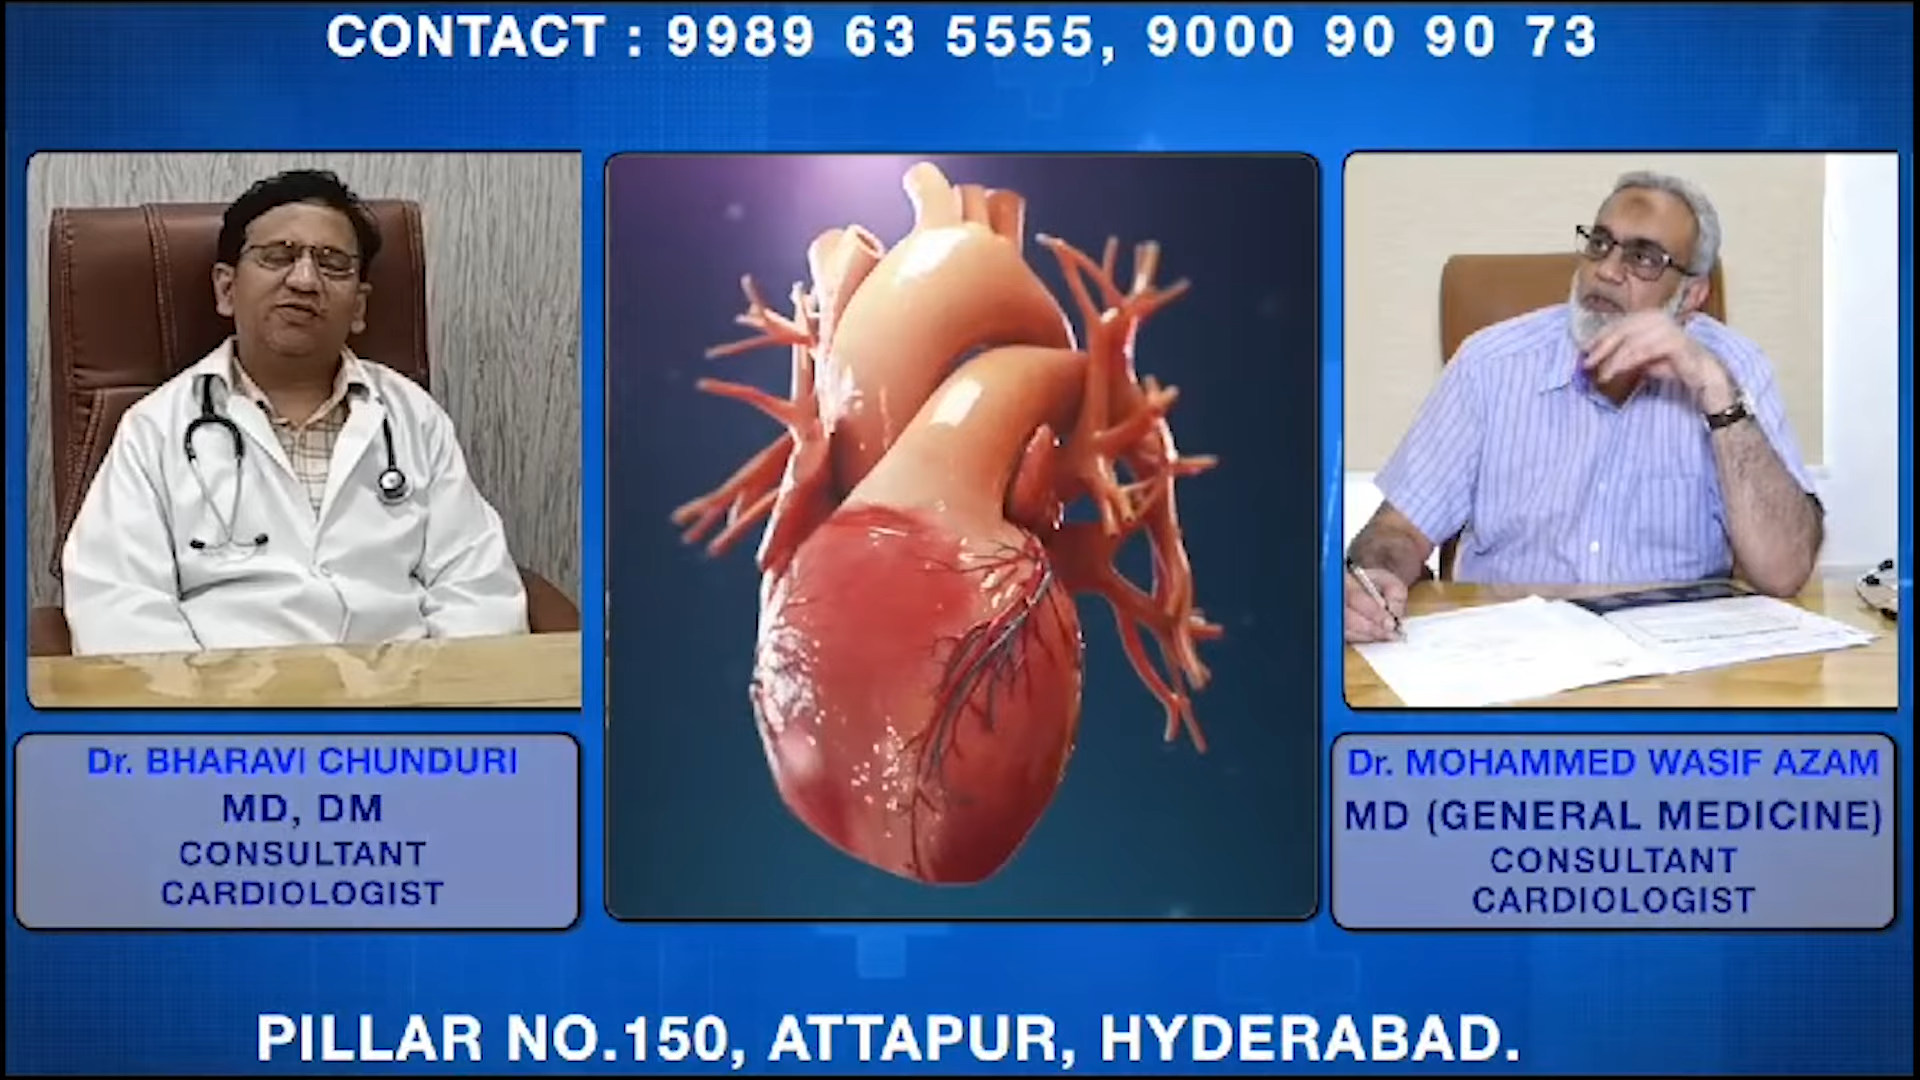 CONTACT : 9989 63 5555, 9000 90 90 73
Dr. BHARAVI CHUNDURI
MD, DM
CONSULTANT
CARDIOLOGIST
Dr. MOHAMMED WASIF AZAM
MD (GENERAL MEDICINE)
CONSULTANT
CARDIOLOGIST
PILLAR NO.150, ATTAPUR, HYDERABAD.